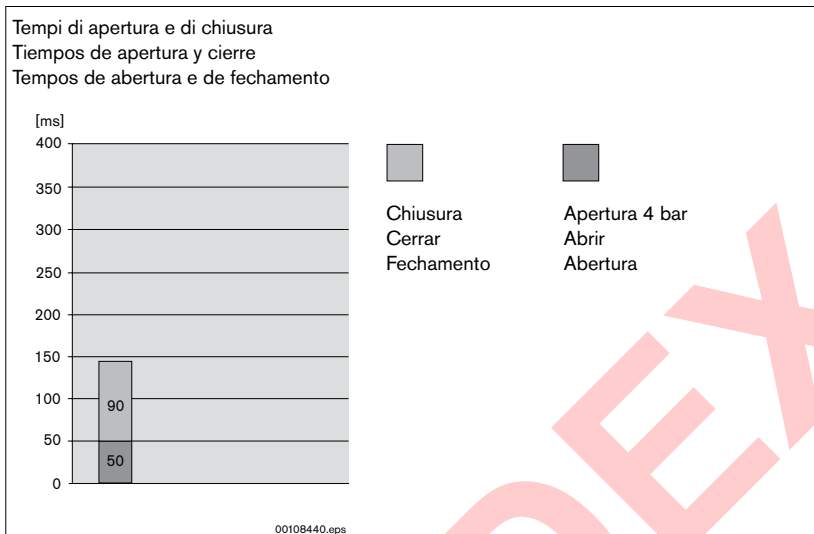 Tempi di apertura e di chiusura
Tiempos de apertura y cierre
Tempos de abertura e de fechamento
[ms]
400
350
300
250
200
150
100
50
0
90
50
Chiusura
Cerrar
Fechamento
Apertura 4 bar
Abrir
Abertura
00108440.eps